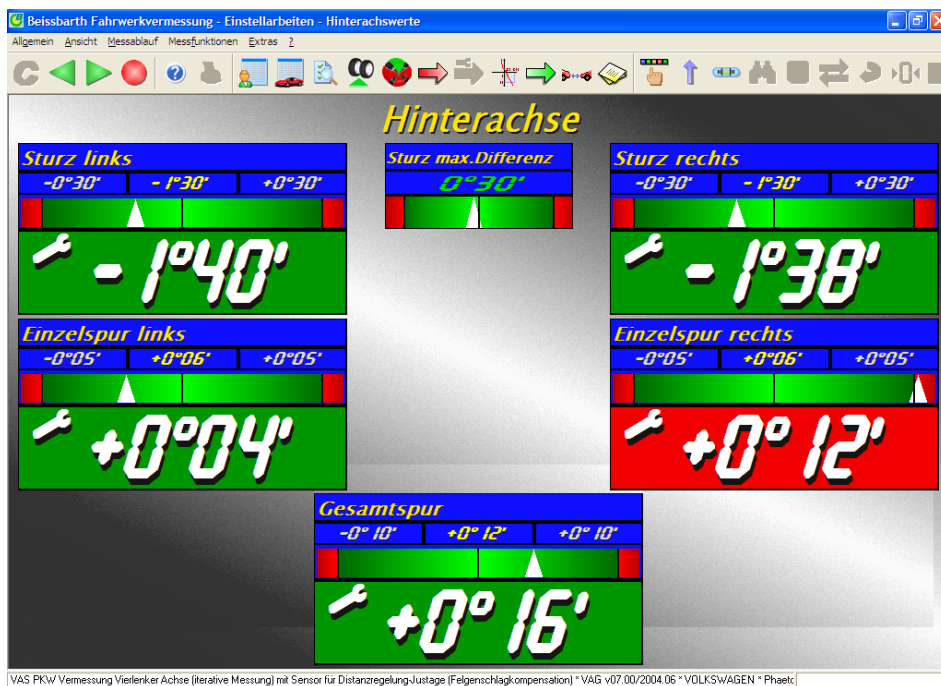 Beissbarth Fahrwerkvermessung - Einstellarbeiten - Hinterachswerte
Allgemein Ansicht Messablauf Messfunktionen Extras ?
Hinterachse
Sturz links
-0°30' -1°30' +0°30'
-1°40'
Sturz max.Differenz
0°30'
Sturz rechts
-0°30' -1°30' +0°30'
-1°38'
Einzelspur links
-0°05' +0°06' +0°05'
+0°04'
Einzelspur rechts
-0°05' +0°06' +0°05'
+0°12'
Gesamtspur
-0°10' +0°12' +0°10'
+0°16'
VAS PKW Vermessung Vierlenker Achse (iterative Messung) mit Sensor für Distanzregelung-Justage (Felgenschlagkompensation) * VAG v07.00/2004.06 * VOLKSWAGEN * Phaetc